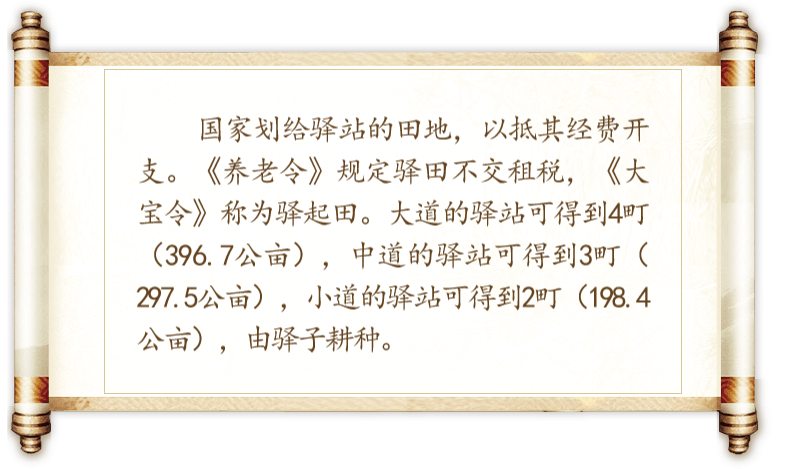 国家划给驿站的田地，以抵其经费开
支。《养老令》规定驿田不交租税，《大
宝令》称为驿起田。大道的驿站可得到4町
（396.7公亩），中道的驿站可得到3町（
297.5公亩），小道的驿站可得到2町（198.4
公亩），由驿子耕种。